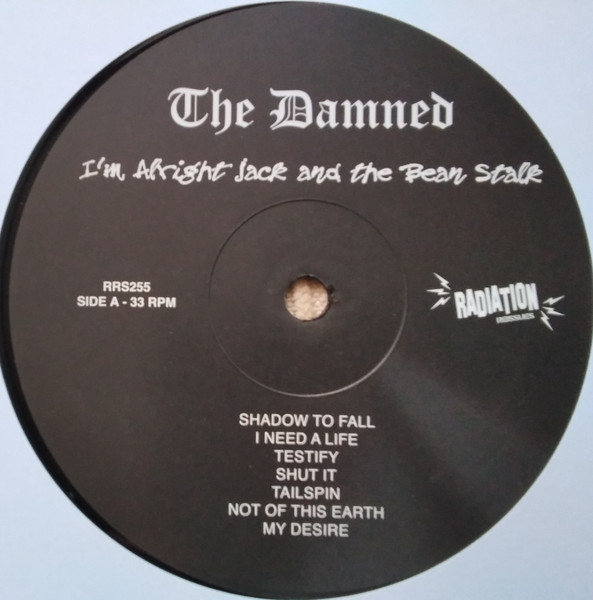 The Damned
I'm Alright Jack and the Bean Stalk
RRS255
SIDE A - 33 RPM
RADIATION
REISSUES
SHADOW TO FALL
I NEED A LIFE
TESTIFY
SHUT IT
TAILSPIN
NOT OF THIS EARTH
MY DESIRE